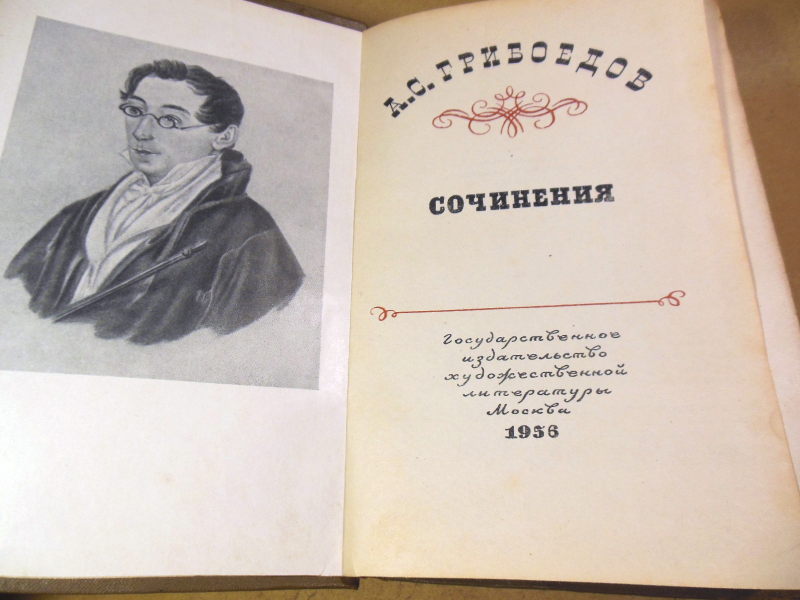 А.С. ГРИБОЕДОВ
СОЧИНЕНИЯ
Государственное
издательство
художественной
литературы
Москва
1956